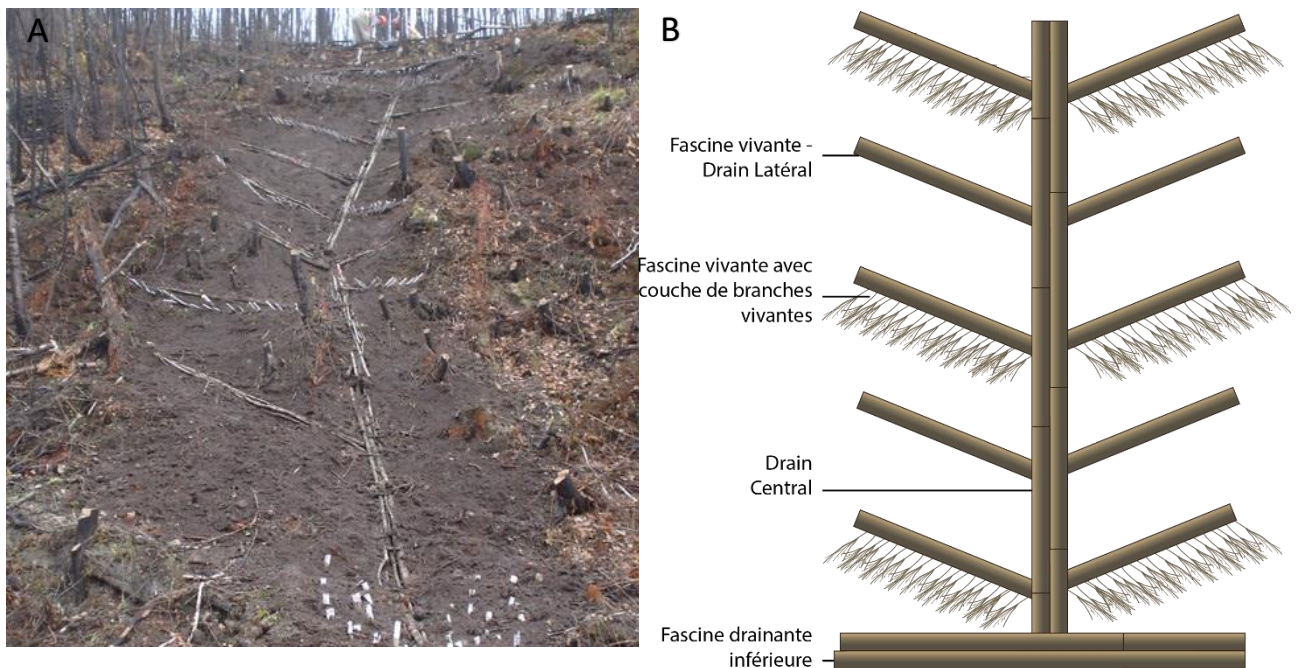 A
B
Fascine vivante -
Drain Latéral
Fascine vivante avec
couche de branches
vivantes
Drain
Central
Fascine drainante
inférieure